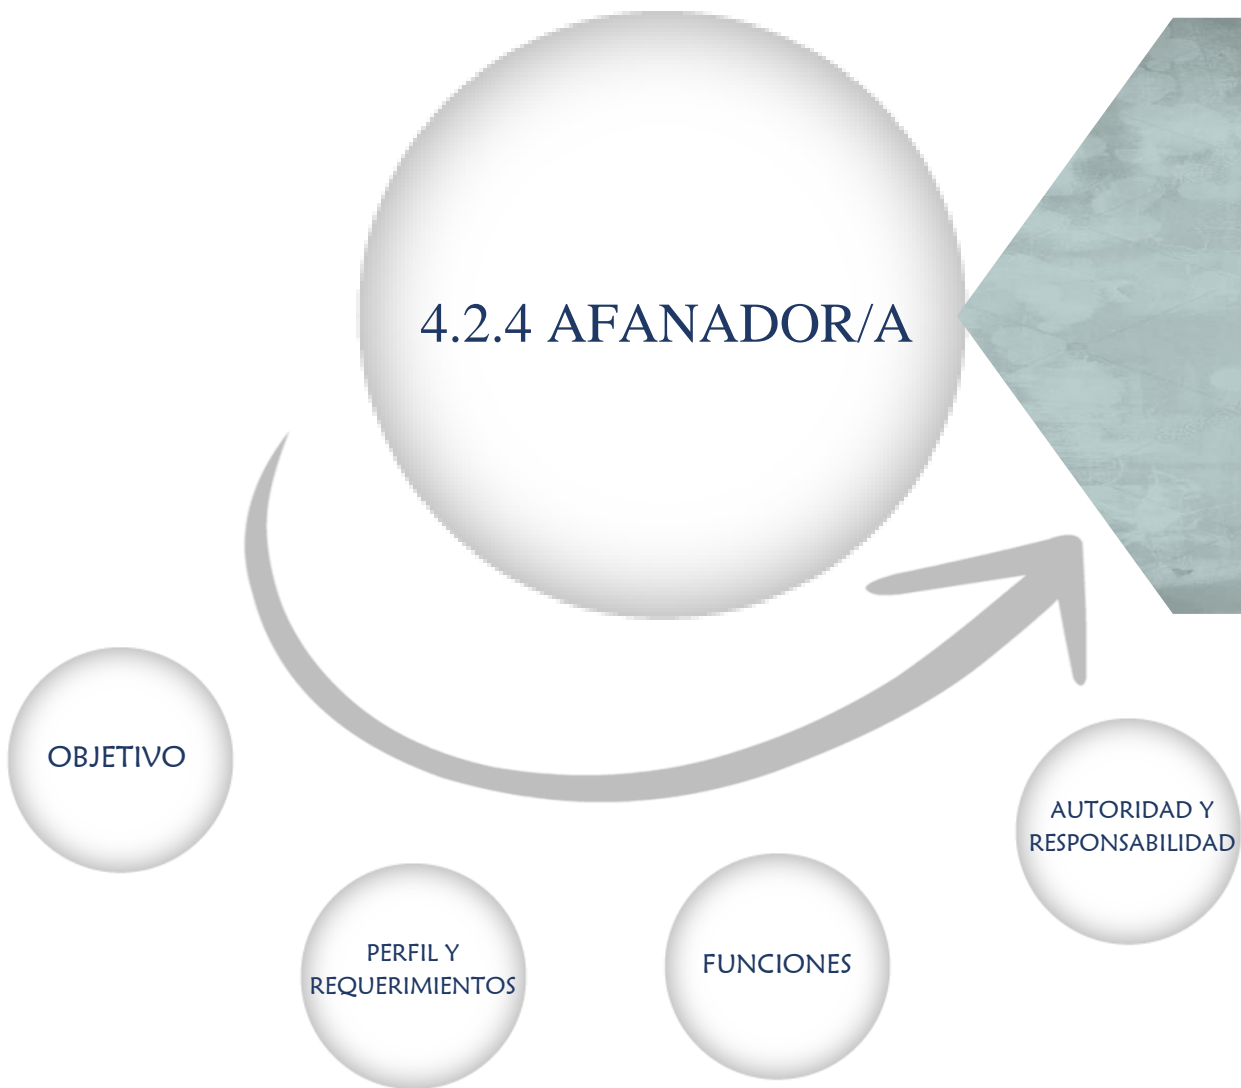 4.2.4 AFANADOR/A
OBJETIVO
PERFIL Y
REQUERIMIENTOS
FUNCIONES
AUTORIDAD Y
RESPONSABILIDAD